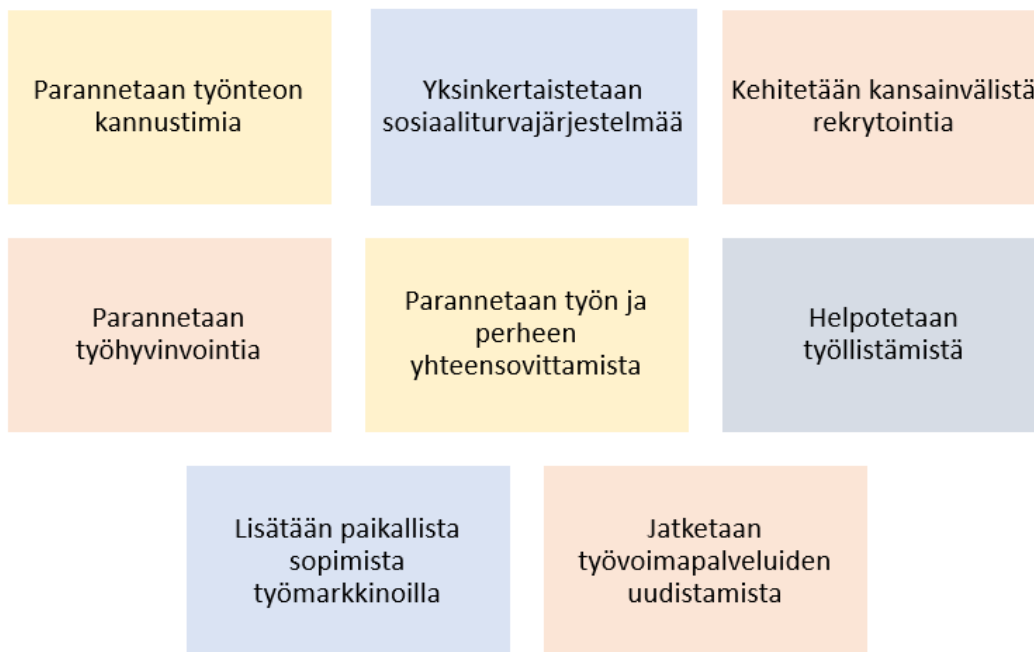 Parannetaan työnteon
kannustimia
Yksinkertaistetaan
sosiaaliturvajärjestelmää
Kehitetään kansainvälistä
rekrytointia
Parannetaan
työhyvinvointia
Parannetaan työn ja
perheen
yhteensovittamista
Helpotetaan
työllistämistä
Lisätään paikallista
sopimista
työmarkkinoilla
Jatketaan
työvoimapalveluiden
uudistamista